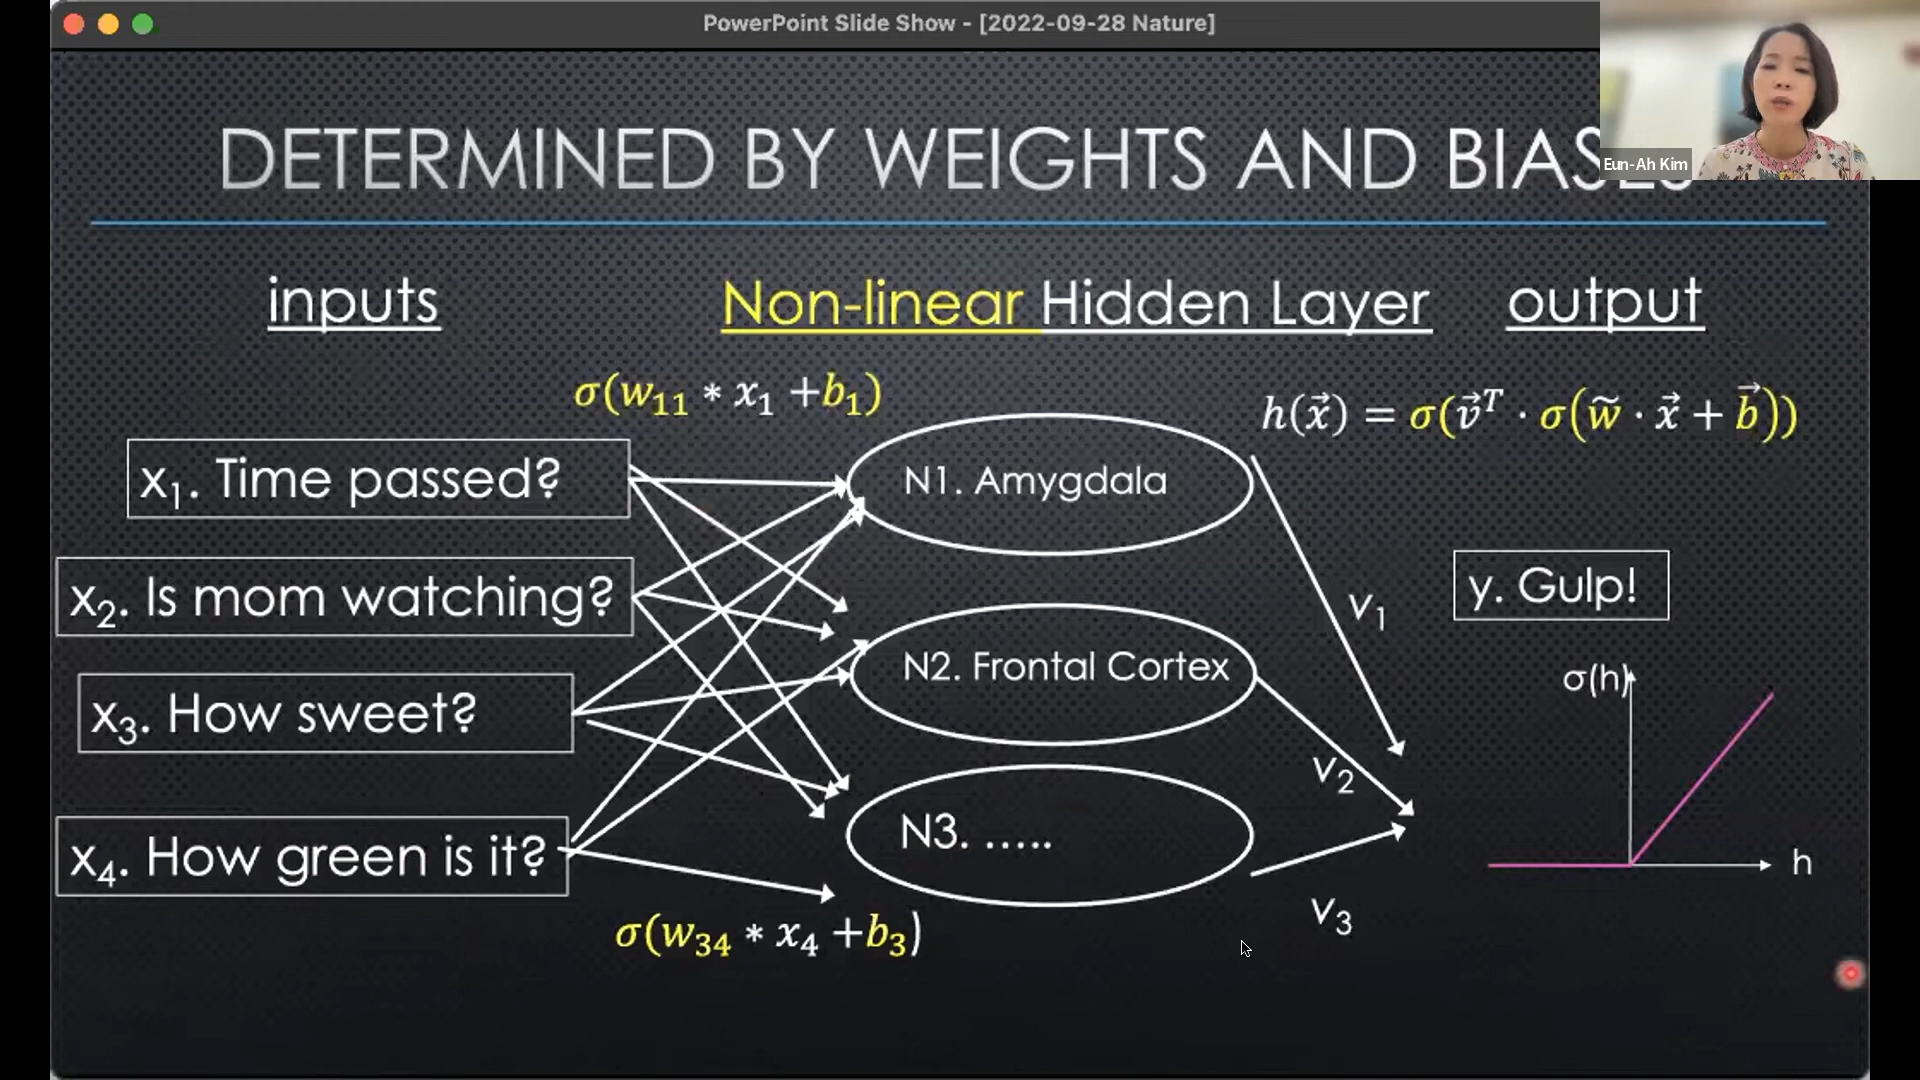 PowerPoint Slide Show - [2022-09-28 Nature]
Eun-Ah Kim
DETERMINED BY WEIGHTS AND BIASES
inputs
Non-linear Hidden Layer
output
σ(w₁₁ * x₁ +b₁)
h(x⃗) = σ(v⃗ᵀ · σ(w̃ · x⃗ + b⃗))
x₁. Time passed?
N1. Amygdala
x₂. Is mom watching?
y. Gulp!
v₁
N2. Frontal Cortex
x₃. How sweet?
σ(h)
v₂
N3. .....
x₄. How green is it?
h
v₃
σ(w₃₄ * x₄ +b₃)